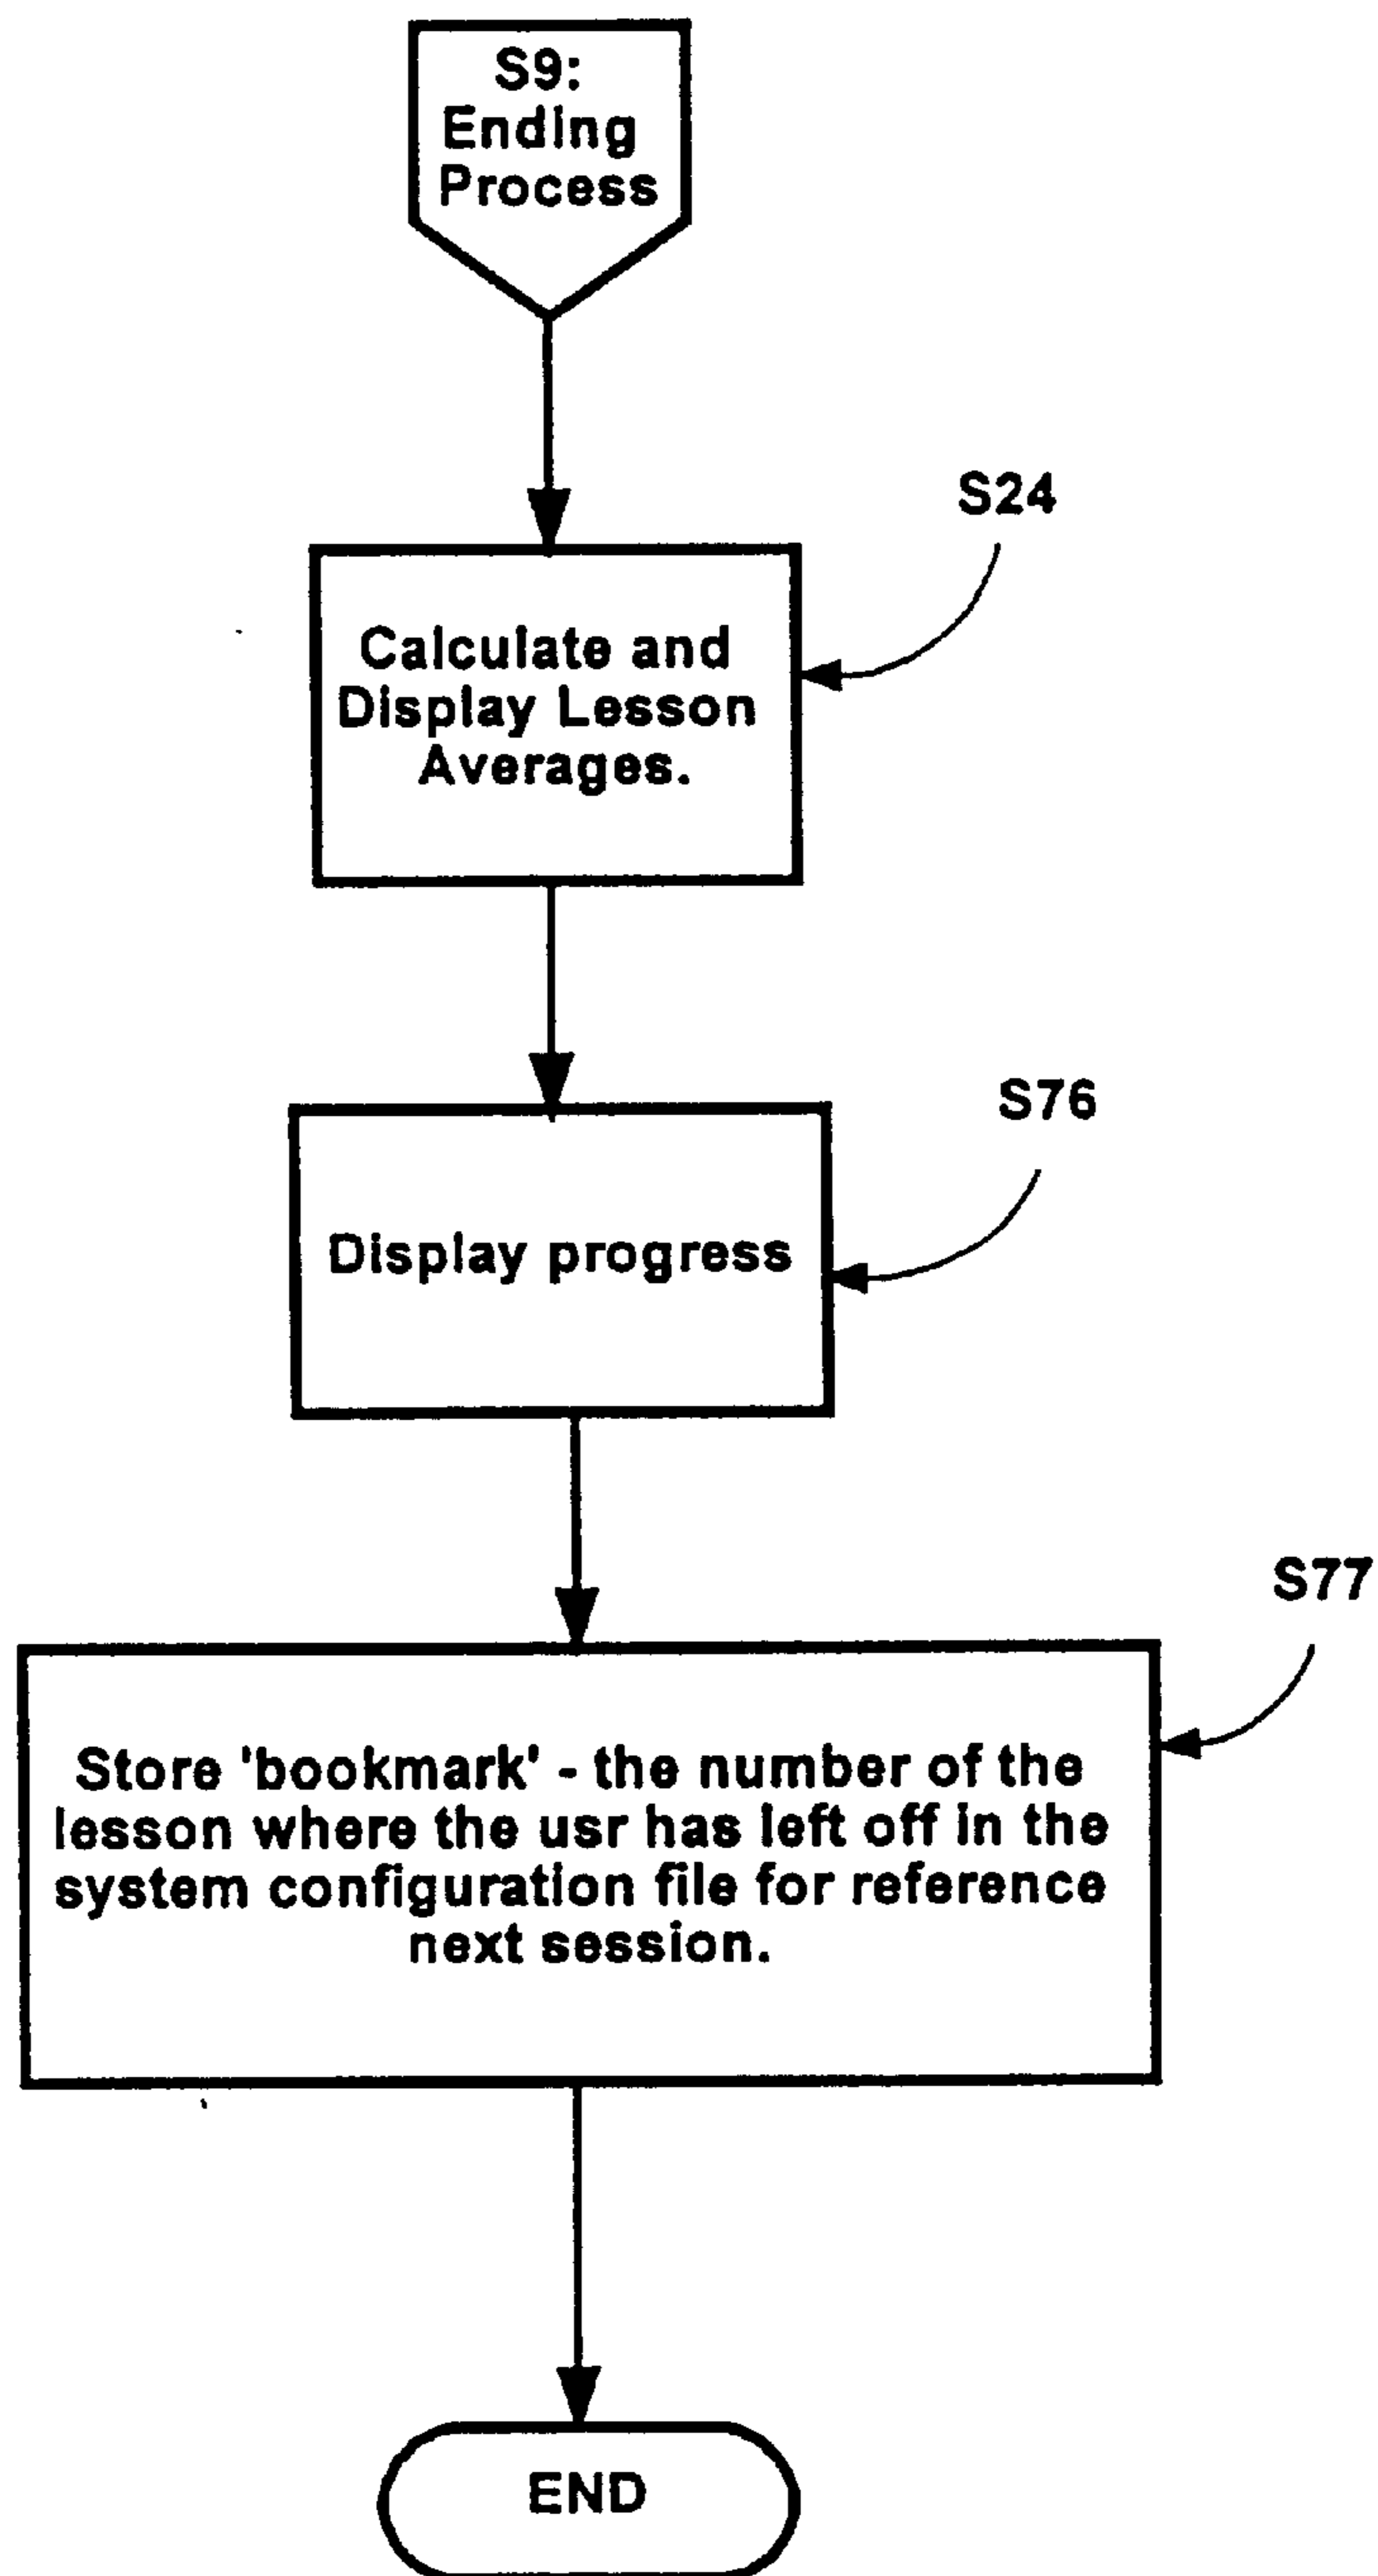 S9:
Ending
Process
S24
Calculate and
Display Lesson
Averages.
S76
Display progress
S77
Store 'bookmark' - the number of the
lesson where the usr has left off in the
system configuration file for reference
next session.
END